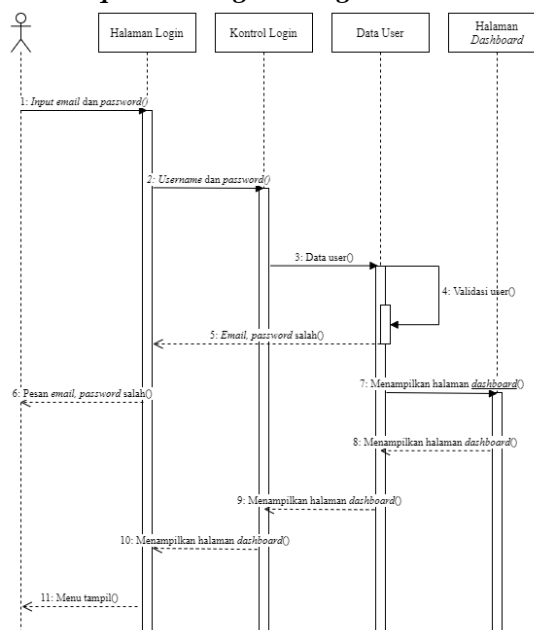 Halaman Login
Kontrol Login
Data User
Halaman
Dashboard
1: Input email dan password()
2: Username dan password()
3: Data user()
4: Validasi user()
5: Email, password salah()
7: Menampilkan halaman dashboard()
6: Pesan email, password salah()
8: Menampilkan halaman dashboard()
9: Menampilkan halaman dashboard()
10: Menampilkan halaman dashboard()
11: Menu tampil()